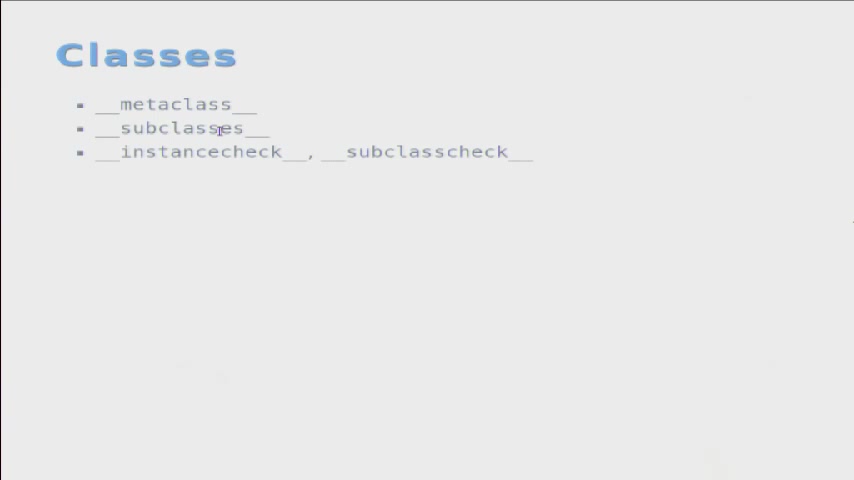 Classes
__metaclass__
__subclasses__
__instancecheck__, __subclasscheck__